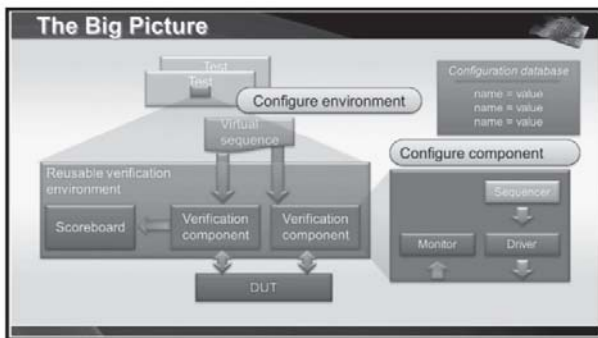 The Big Picture
Test
Test
Configure environment
Virtual
sequence
Configuration database
name = value
name = value
name = value
Configure component
Reusable verification
environment
Scoreboard
Verification
component
Verification
component
DUT
Sequencer
Monitor
Driver